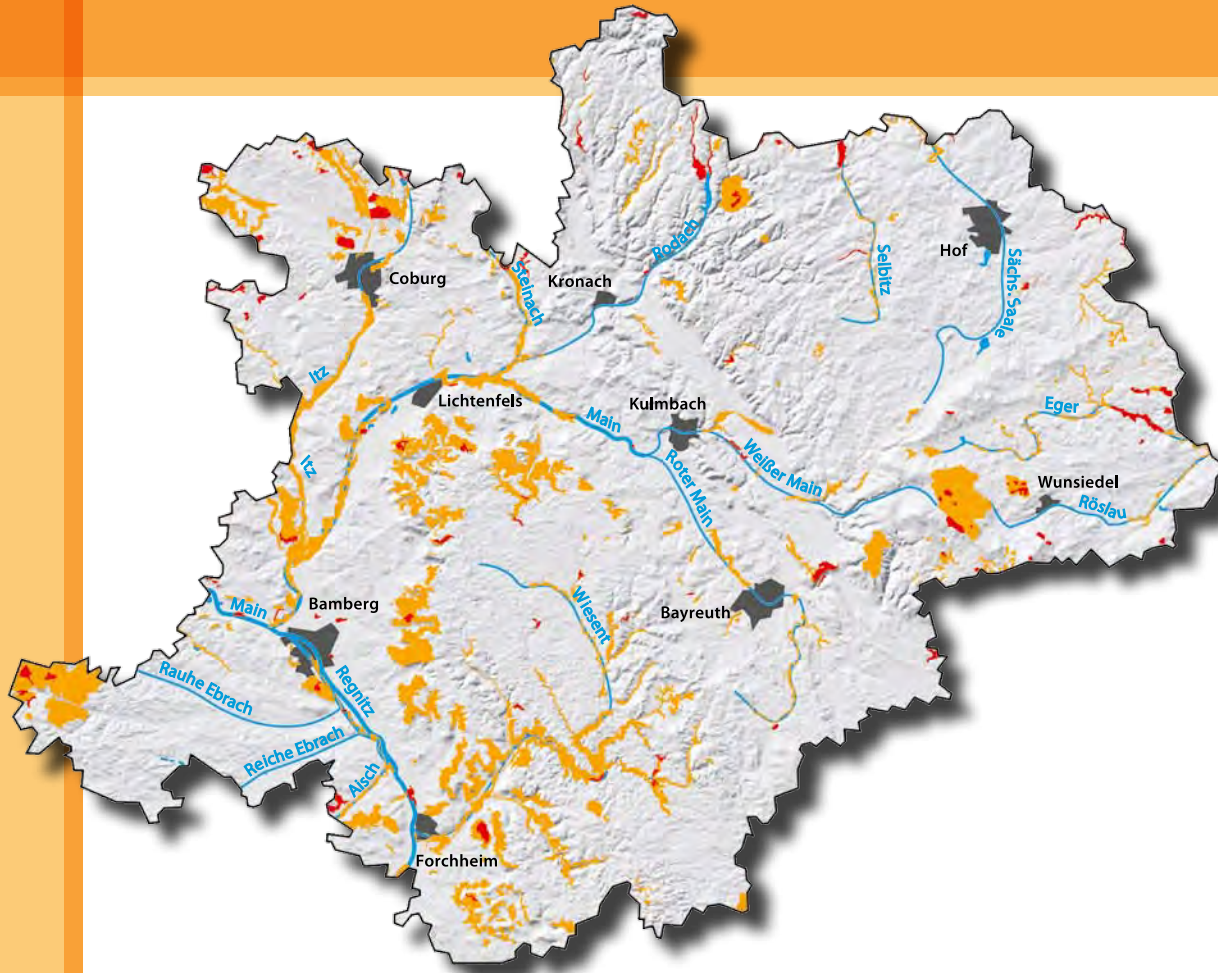 Rodach
Selbitz
Hof
Sächs. Saale
Coburg
Steinach
Kronach
Itz
Lichtenfels
Main
Kulmbach
Eger
Itz
Roter Main
Weißer Main
Wunsiedel
Röslau
Main
Bamberg
Wiesent
Bayreuth
Rauhe Ebrach
Regnitz
Reiche Ebrach
Aisch
Forchheim